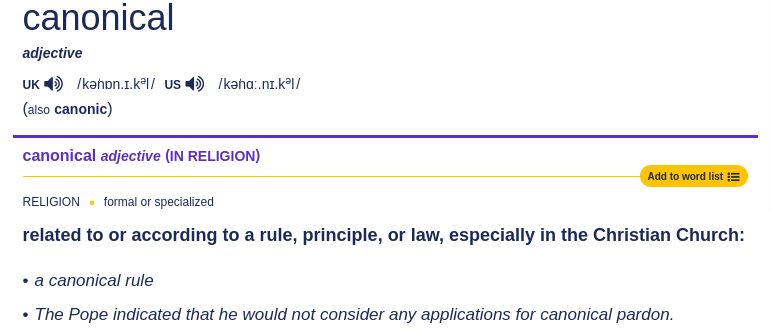 canonical
adjective
UK /kəˈnɒn.ɪ.kəl/ US /kəˈnɑː.nɪ.kəl/
(also canonic)
canonical adjective (IN RELIGION)
Add to word list
RELIGION • formal or specialized
related to or according to a rule, principle, or law, especially in the Christian Church:
• a canonical rule
• The Pope indicated that he would not consider any applications for canonical pardon.